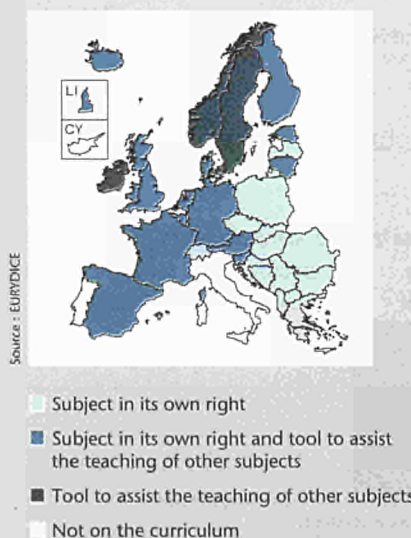 LI
CY
Source : EURYDICE
Subject in its own right
Subject in its own right and tool to assist
the teaching of other subjects
Tool to assist the teaching of other subjects
Not on the curriculum